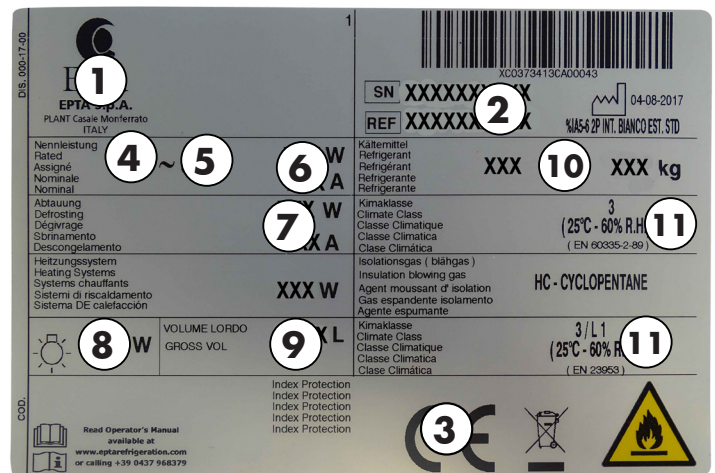 DIS. 000-17-00
1
XC0373413CA00043
1
EPTA S.p.A.
PLANT Casale Monferrato
ITALY
SN XXXXXXX XX
REF XXXXXX X
2
04-08-2017
%IA5-6 2P INT. BIANCO EST. STD
Nennleistung
Rated
Assigné
Nominale
Nominal
4 ~ 5
6
W
A
Kältemittel
Refrigerant
Refrigérant
Refrigerante
Refrigerante
XXX 10 XXX kg
Abtauung
Defrosting
Dégivrage
Sbrinamento
Descongelamento
7
X W
XX A
Kimaklasse
Climate Class
Classe Climatique
Classe Climatica
Clase Climática
3
( 25°C - 60% R.H 11
( EN 60335-2-89 )
Heitzungssystem
Heating Systems
Systems chauffants
Sistemi di riscaldamento
Sistema DE calefacción
XXX W
Isolationsgas ( blähgas )
Insulation blowing gas
Agent moussant d' isolation
Gas espandente isolamento
Agente espumante
HC - CYCLOPENTANE
8 W
VOLUME LORDO
GROSS VOL
9 X L
Kimaklasse
Climate Class
Classe Climatique
Classe Climatica
Clase Climática
3 / L 1
( 25°C - 60% R 11
( EN 23953 )
COD.
Index Protection
Index Protection
Index Protection
Index Protection
Index Protection
Read Operator's Manual
available at
www.eptarefrigeration.com
or calling +39 0437 968379
3
CE